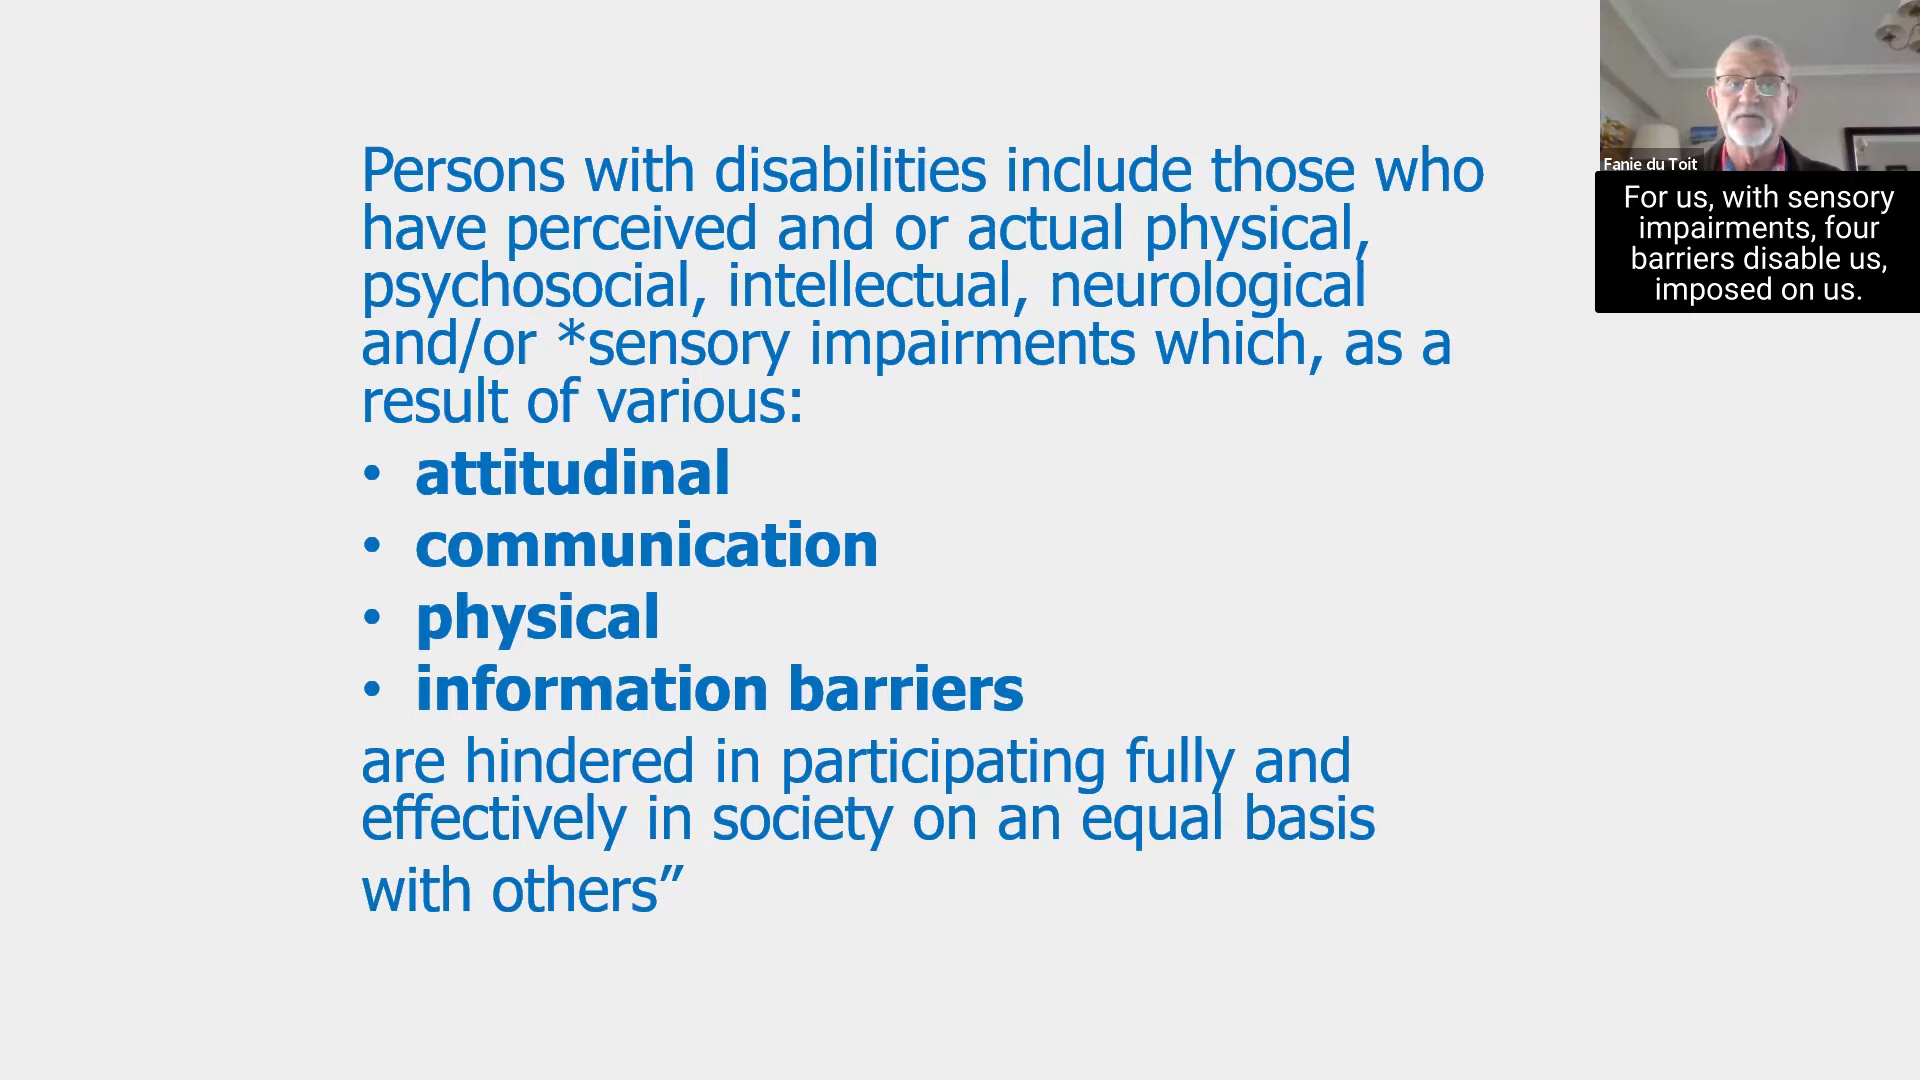 Persons with disabilities include those who
have perceived and or actual physical,
psychosocial, intellectual, neurological
and/or *sensory impairments which, as a
result of various:
• attitudinal
• communication
• physical
• information barriers
are hindered in participating fully and
effectively in society on an equal basis
with others”
Fanie du Toit
For us, with sensory
impairments, four
barriers disable us,
imposed on us.